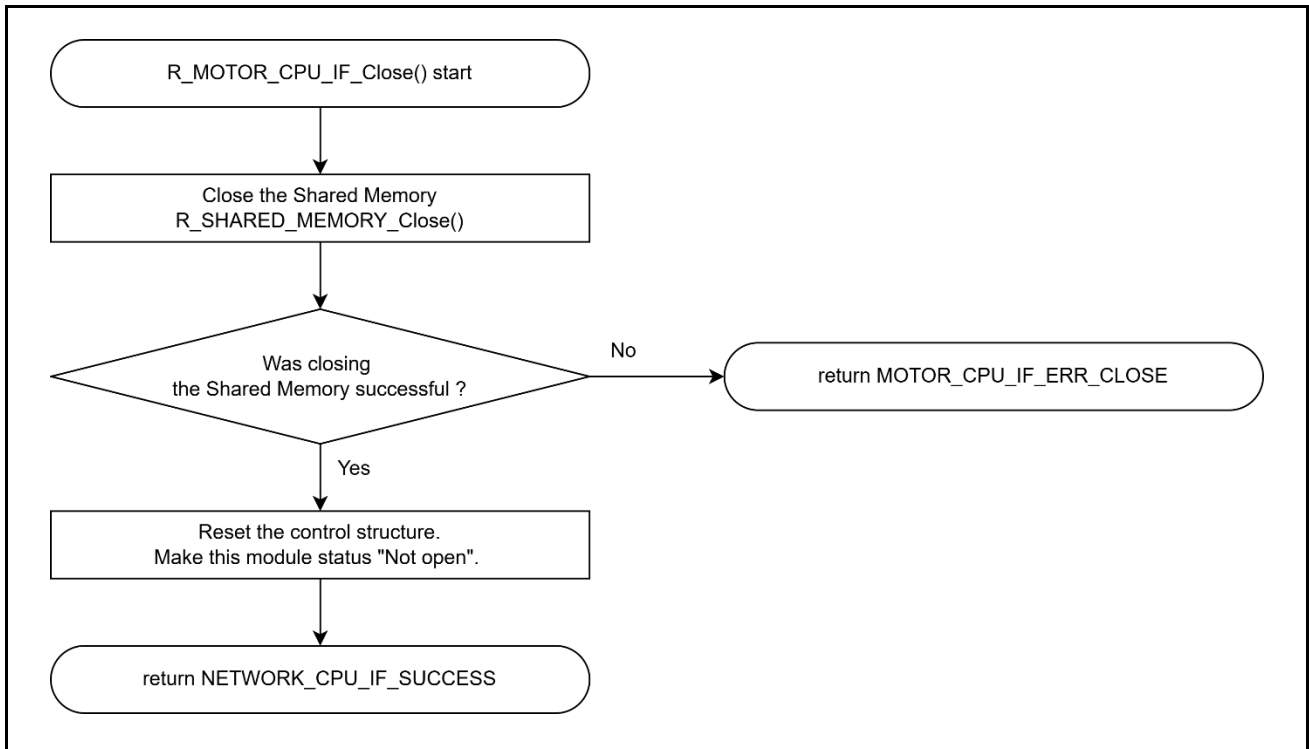 R_MOTOR_CPU_IF_Close() start
Close the Shared Memory
R_SHARED_MEMORY_Close()
Was closing
the Shared Memory successful ?
No
return MOTOR_CPU_IF_ERR_CLOSE
Yes
Reset the control structure.
Make this module status "Not open".
return NETWORK_CPU_IF_SUCCESS